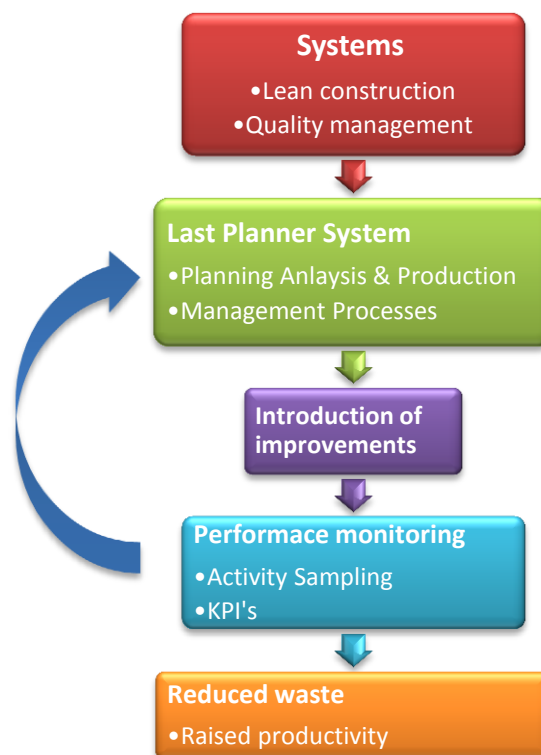 Systems
•Lean construction
•Quality management
Last Planner System
•Planning Anlaysis & Production
•Management Processes
Introduction of
improvements
Performace monitoring
•Activity Sampling
•KPI's
Reduced waste
•Raised productivity